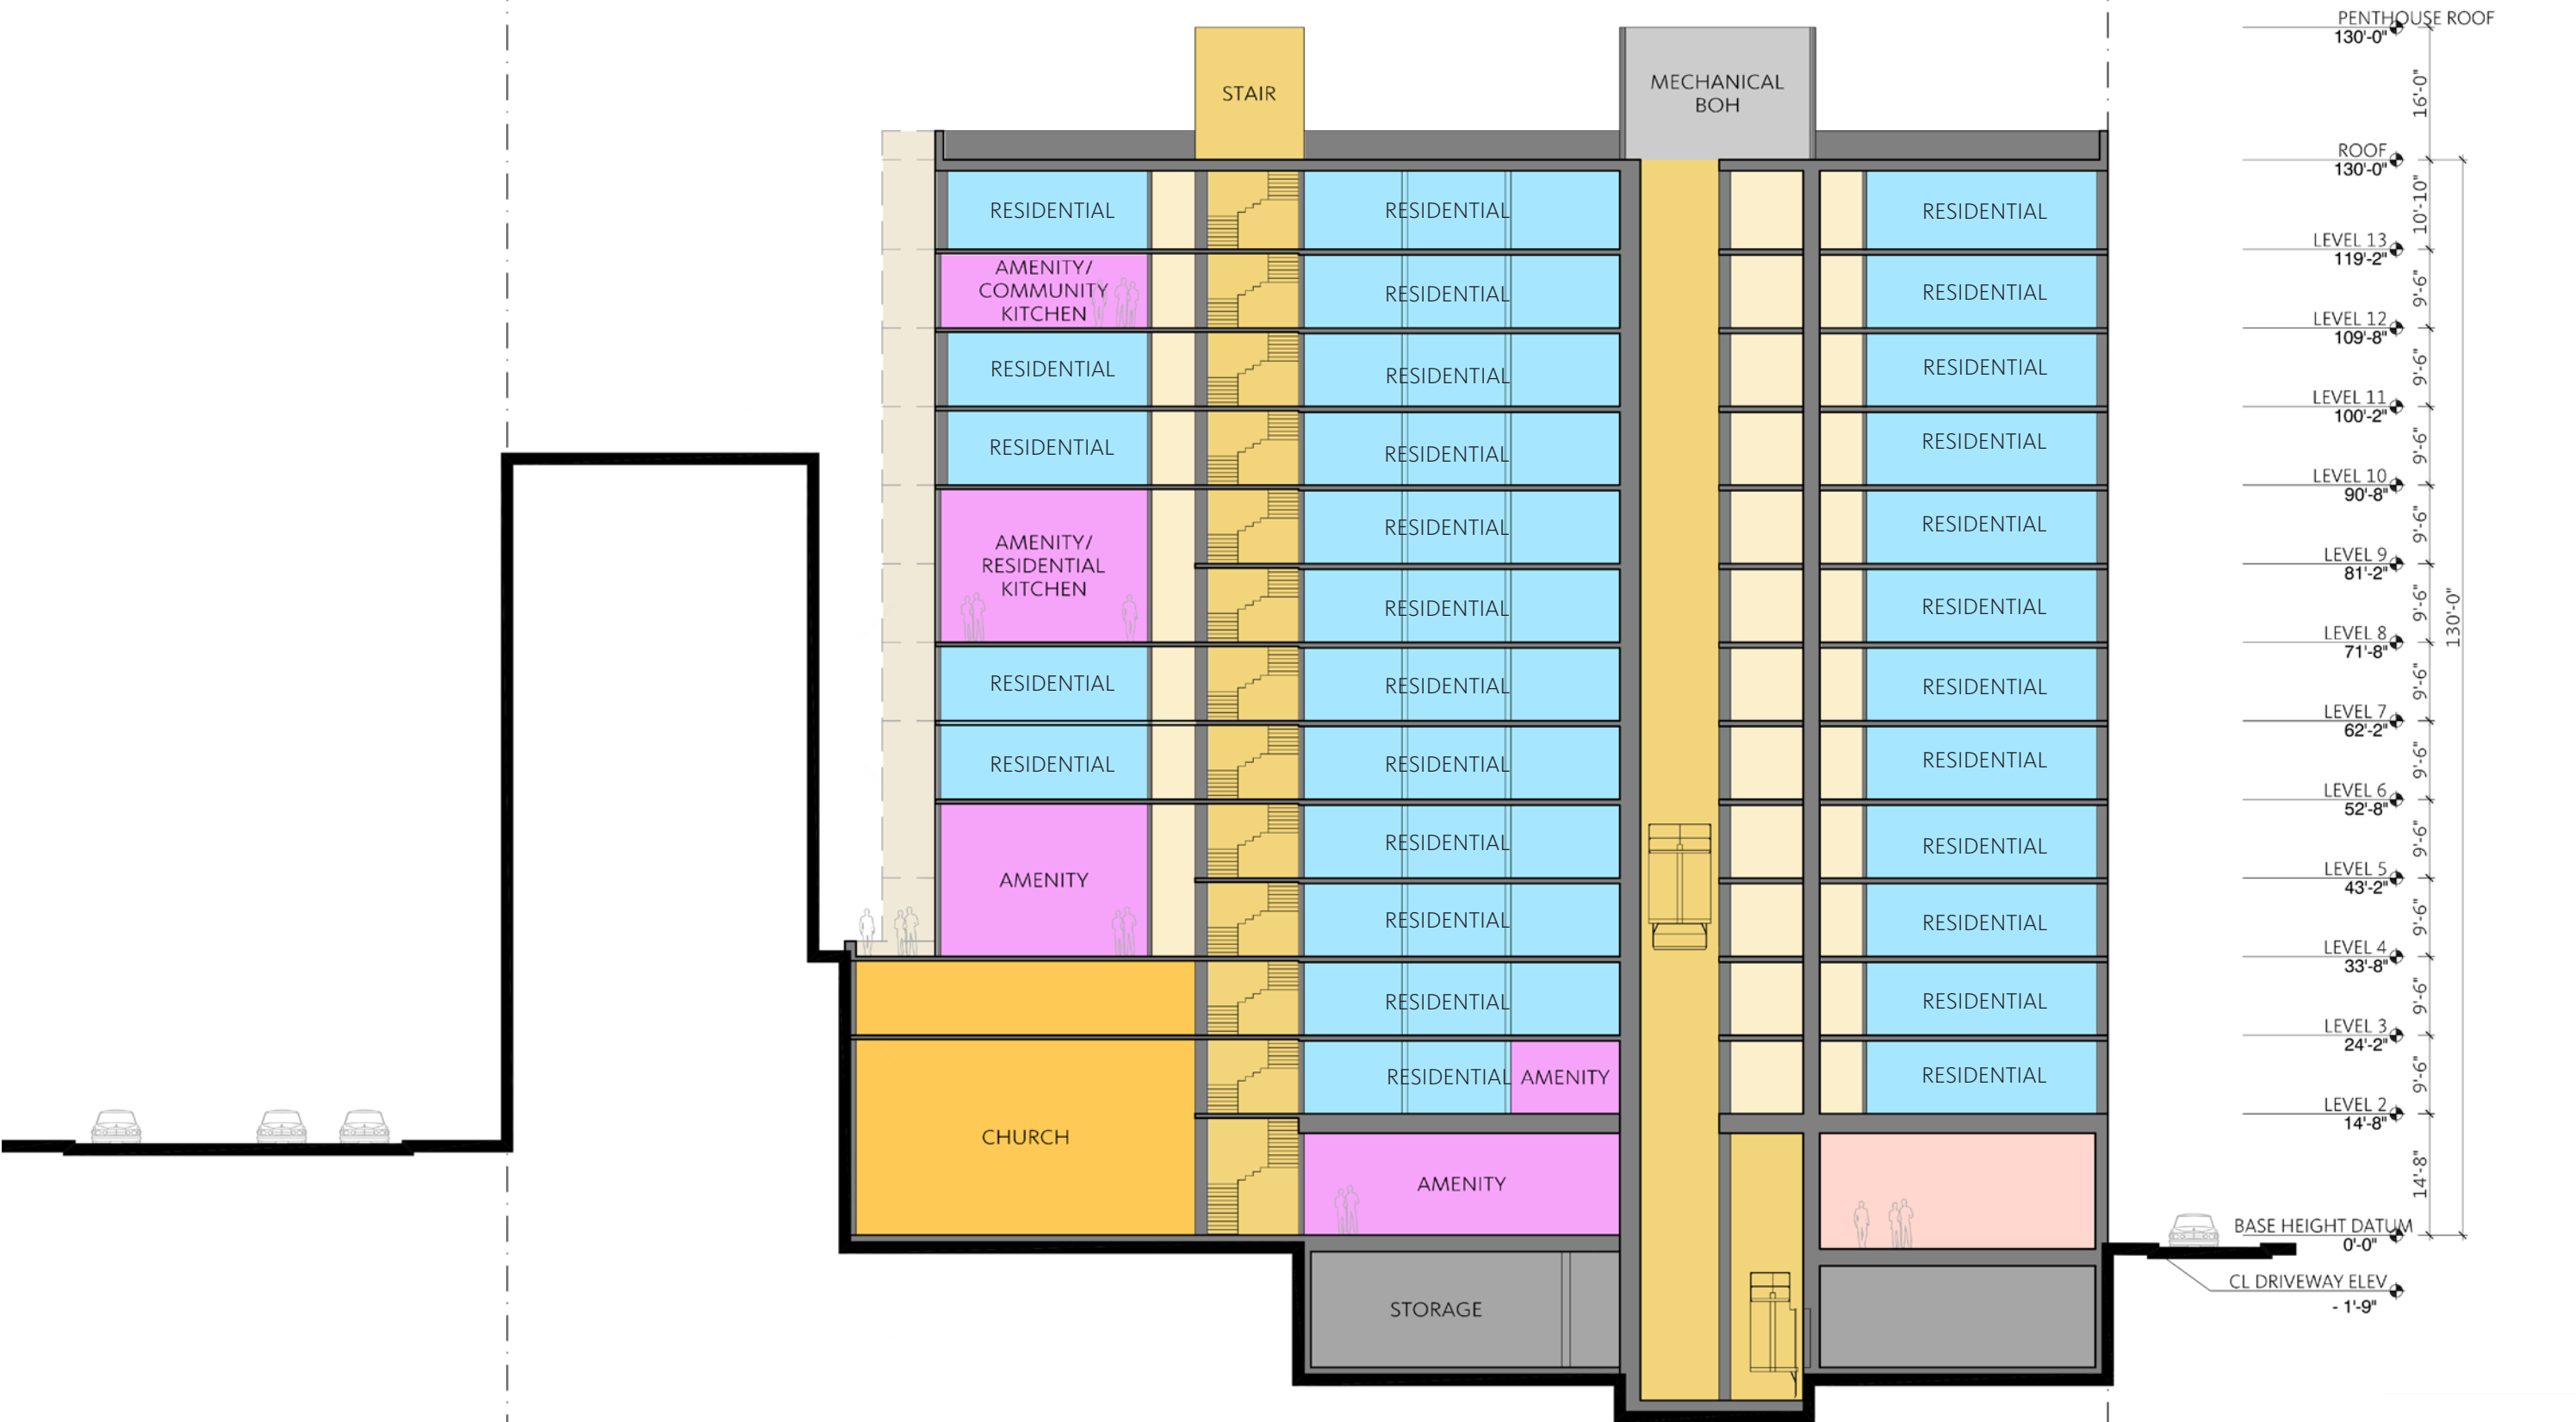 PENTHOUSE ROOF
130'-0"
STAIR
MECHANICAL
BOH
16'-0"
ROOF
130'-0"
RESIDENTIAL
RESIDENTIAL
RESIDENTIAL
10'-10"
LEVEL 13
119'-2"
AMENITY/
COMMUNITY
KITCHEN
RESIDENTIAL
RESIDENTIAL
9'-6"
LEVEL 12
109'-8"
RESIDENTIAL
RESIDENTIAL
RESIDENTIAL
9'-6"
LEVEL 11
100'-2"
RESIDENTIAL
RESIDENTIAL
RESIDENTIAL
9'-6"
LEVEL 10
90'-8"
AMENITY/
RESIDENTIAL
KITCHEN
RESIDENTIAL
RESIDENTIAL
9'-6"
LEVEL 9
81'-2"
RESIDENTIAL
RESIDENTIAL
9'-6"
130'-0"
LEVEL 8
71'-8"
RESIDENTIAL
RESIDENTIAL
RESIDENTIAL
9'-6"
LEVEL 7
62'-2"
RESIDENTIAL
RESIDENTIAL
RESIDENTIAL
9'-6"
LEVEL 6
52'-8"
AMENITY
RESIDENTIAL
RESIDENTIAL
9'-6"
LEVEL 5
43'-2"
RESIDENTIAL
RESIDENTIAL
9'-6"
LEVEL 4
33'-8"
RESIDENTIAL
RESIDENTIAL
9'-6"
LEVEL 3
24'-2"
RESIDENTIAL
AMENITY
RESIDENTIAL
9'-6"
LEVEL 2
14'-8"
CHURCH
AMENITY
14'-8"
BASE HEIGHT DATUM
0'-0"
CL DRIVEWAY ELEV
- 1'-9"
STORAGE